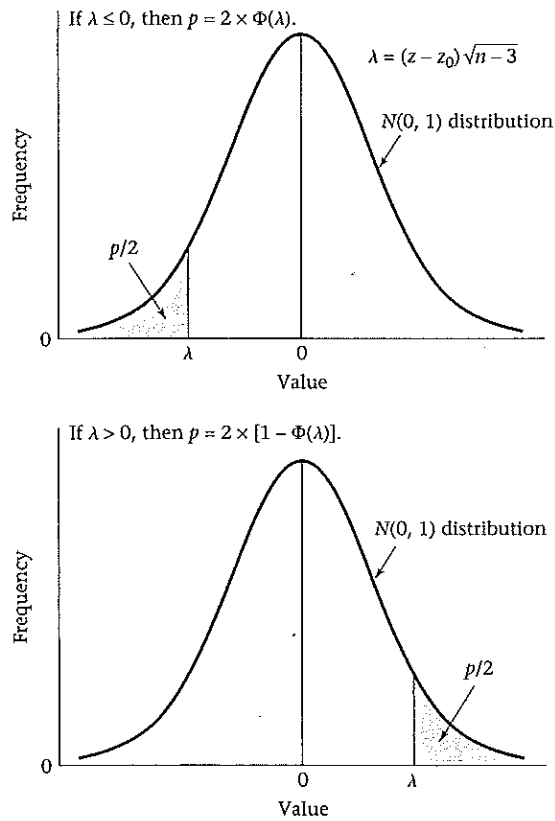 If λ ≤ 0, then p = 2 × Φ(λ).
λ = (z – z₀) √n – 3
N(0, 1) distribution
Frequency
p/2
0
λ
0
Value
If λ > 0, then p = 2 × [1 – Φ(λ)].
N(0, 1) distribution
Frequency
p/2
0
0
λ
Value